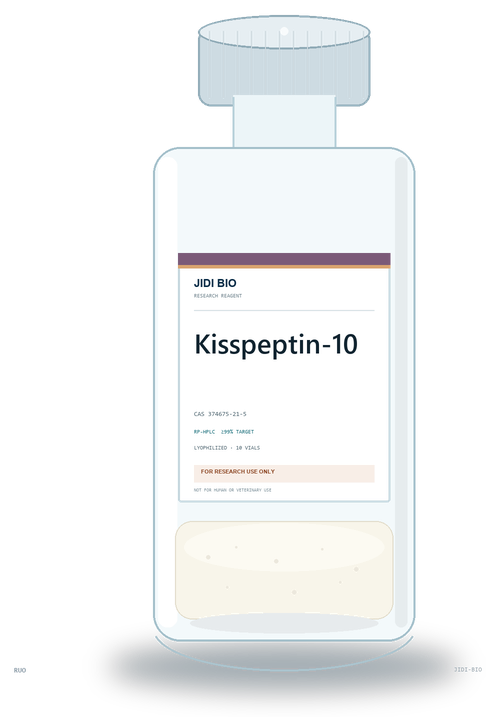 JIDI BIO
RESEARCH REAGENT
Kisspeptin-10
CAS 374675-21-5
RP-HPLC ≥99% TARGET
LYOPHILIZED · 10 VIALS
FOR RESEARCH USE ONLY
NOT FOR HUMAN OR VETERINARY USE
RUO
JIDI-BIO